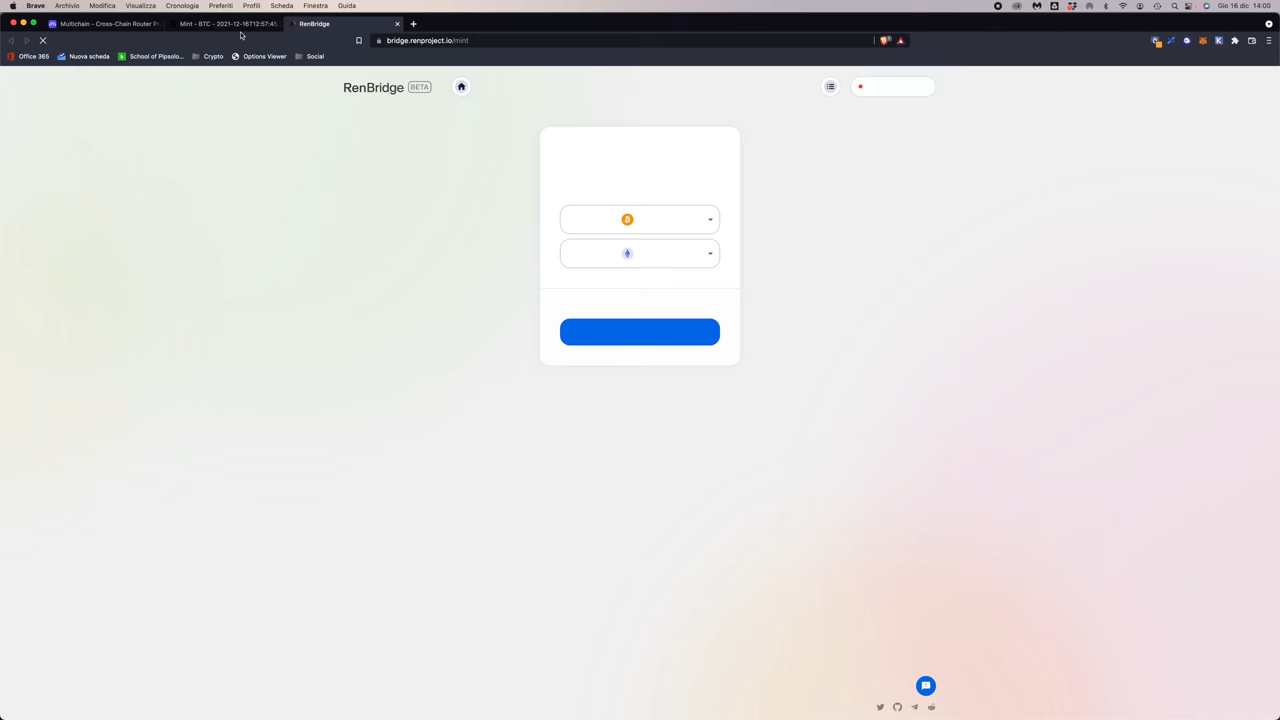 Brave Archivio Modifica Visualizza Cronologia Preferiti Profili Scheda Finestra Guida Gio 16 dic 14:00
Multichain - Cross-Chain Router Pr Mint - BTC - 2021-12-16T12:57:45 RenBridge
bridge.renproject.io/mint
Office 365 Nuova scheda School of Pipsolo... Crypto Options Viewer Social
RenBridge BETA